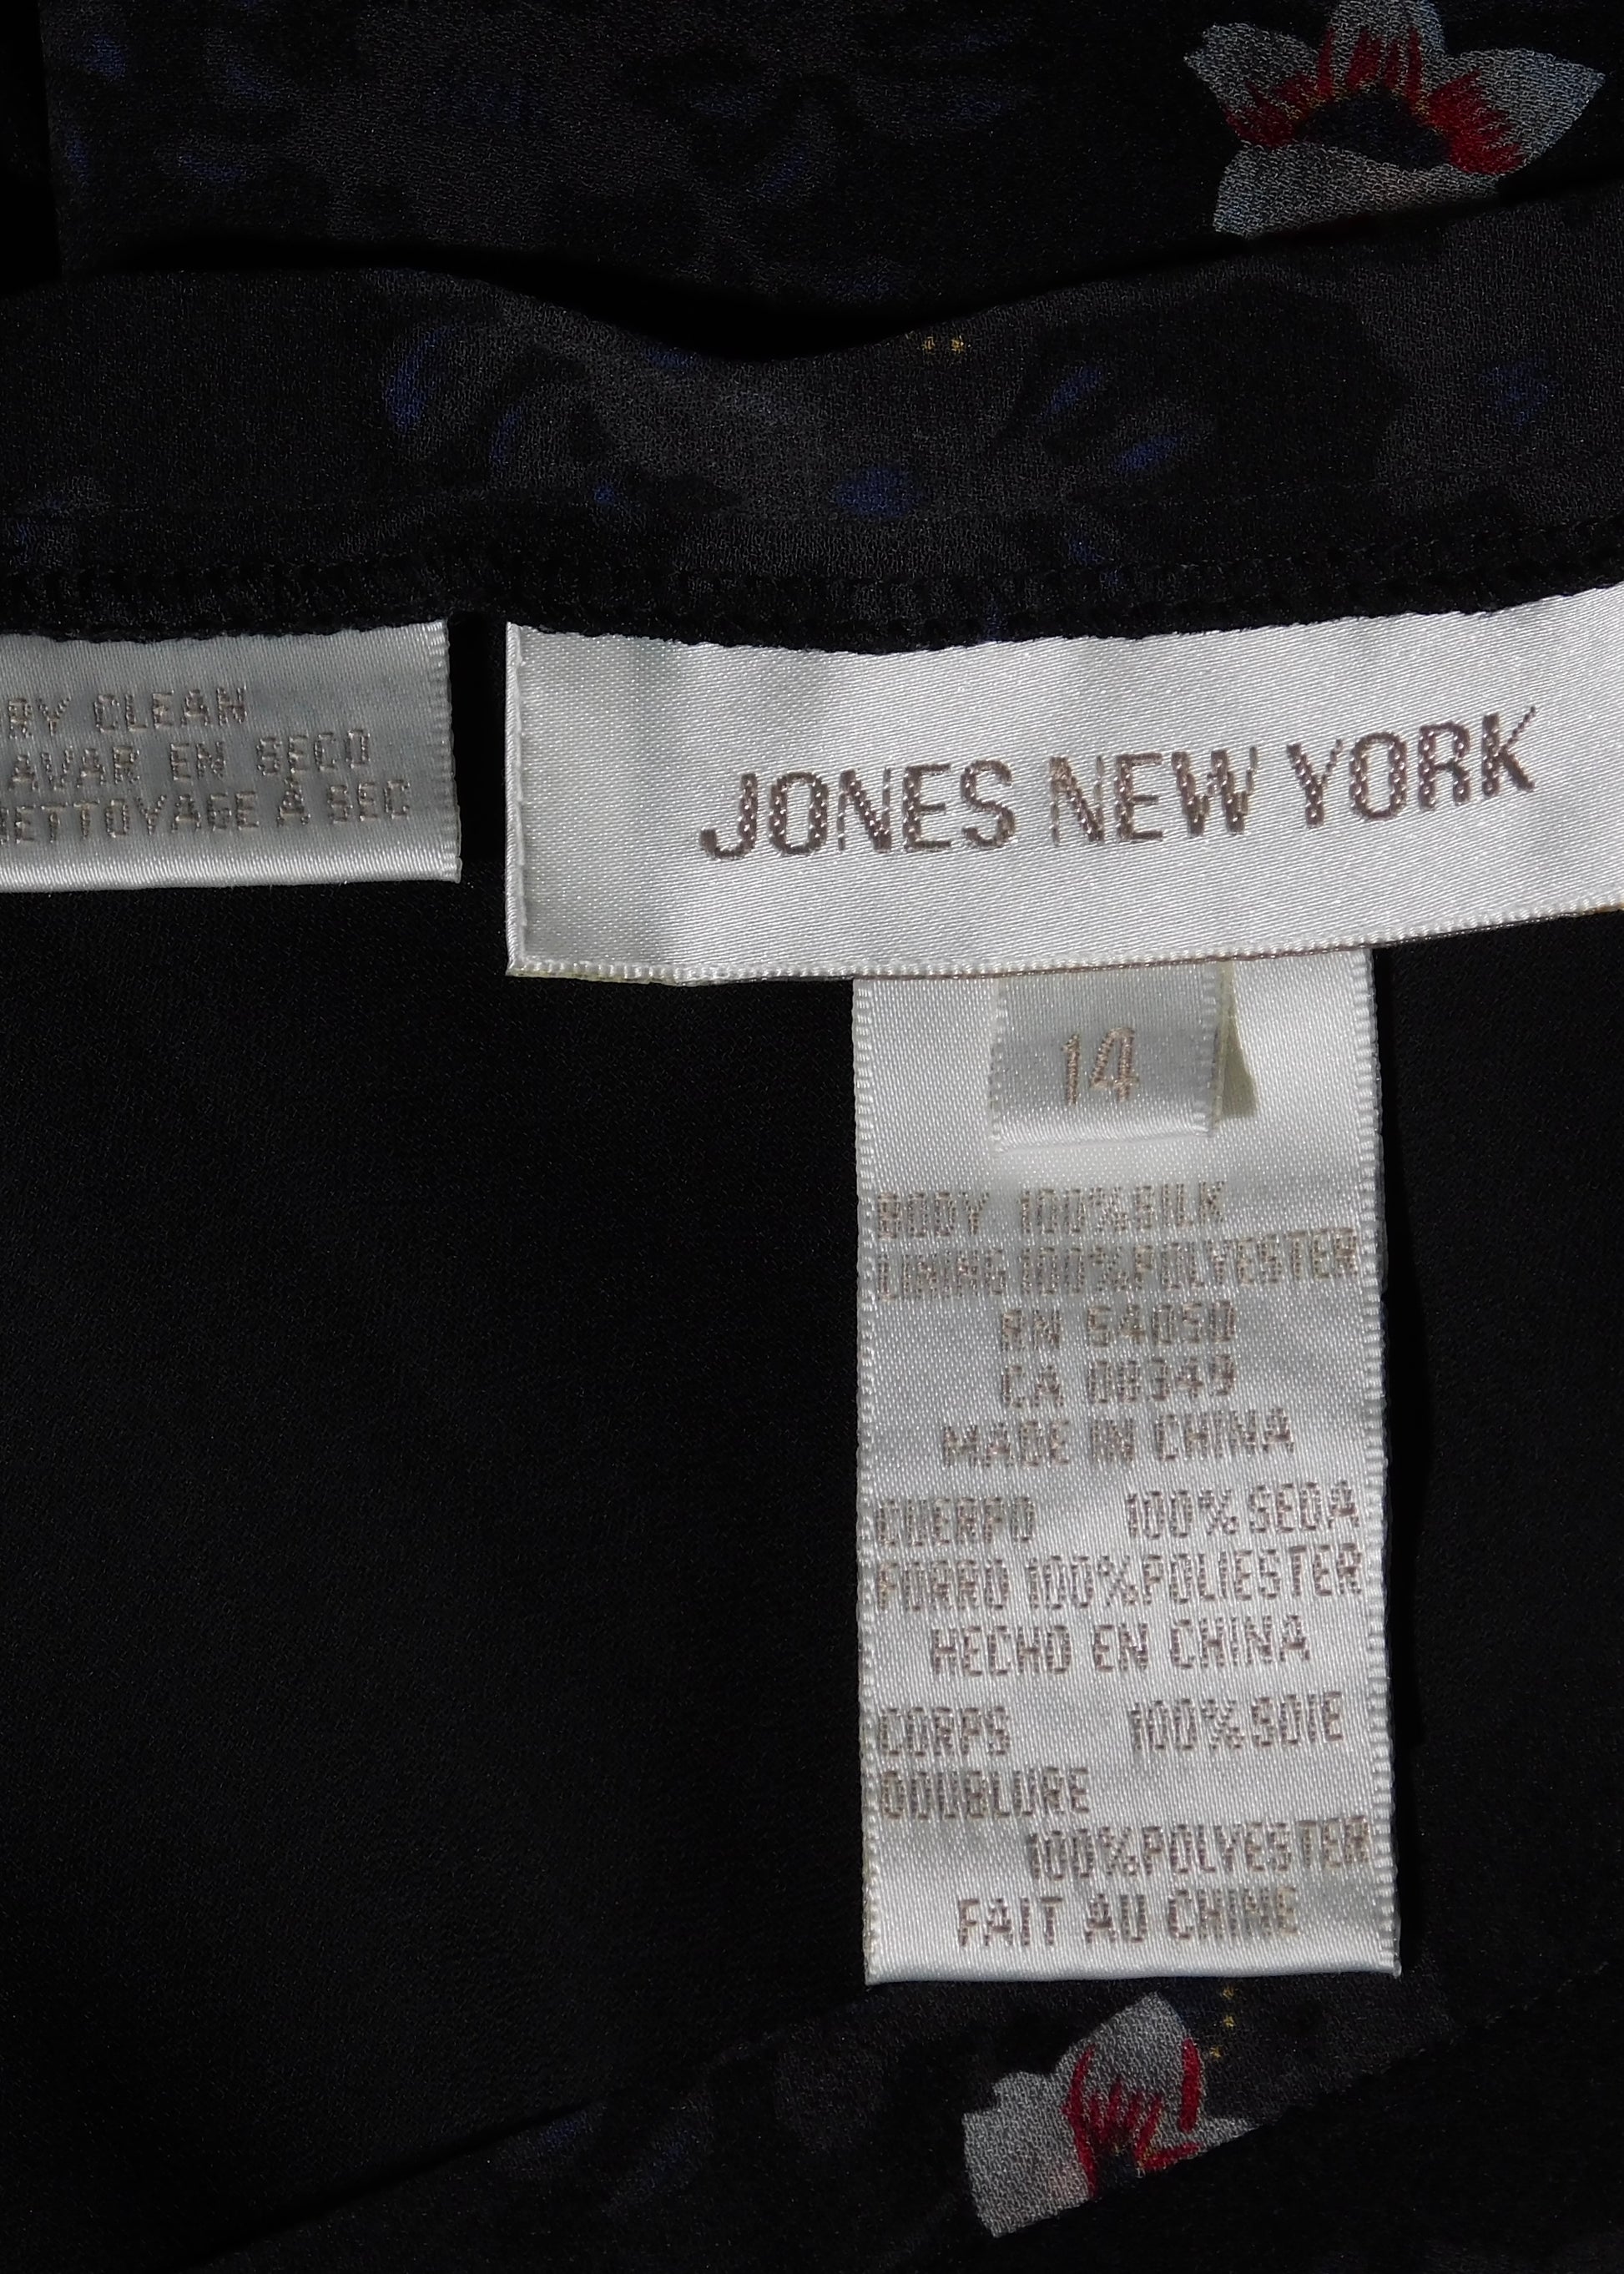 RY CLEAN
AVAR EN SECO
NETTOYAGE À SEC
JONES NEW YORK
14
BODY 100% SILK
LINING 100% POLYESTER
RN 54050
CA 00349
MADE IN CHINA
CUERPO 100% SEDA
FORRO 100% POLIESTER
HECHO EN CHINA
CORPS 100% SOIE
DOUBLURE
100% POLYESTER
FAIT AU CHINE